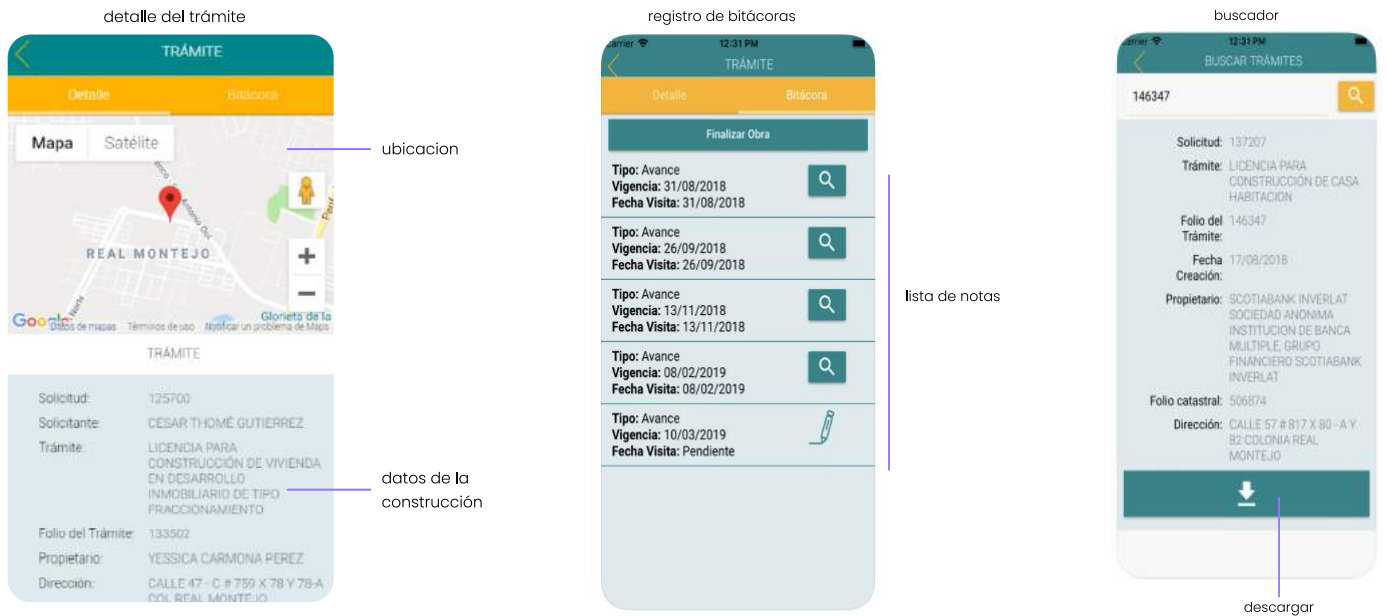 detalle del trámite
TRÁMITE
Detalle
Bitácora
Mapa
Satélite
REAL MONTEJO
Glorieta de la
Google
Datos de mapas
Términos de uso
Notificar un problema de Maps
TRÁMITE
Solicitud: 125700
Solicitante: CESAR THOMÉ GUTIERREZ
Trámite: LICENCIA PARA
CONSTRUCCIÓN DE VIVIENDA
EN DESARROLLO
INMOBILIARIO DE TIPO
FRACCIONAMIENTO
Folio del Trámite: 133502
Propietario: YESSICA CARMONA PEREZ
Dirección: CALLE 47 - C # 759 X 78 Y 78-A
COL REAL MONTEJO
ubicacion
datos de la
construcción
registro de bitácoras
12:31 PM
TRÁMITE
Detalle
Bitácora
Finalizar Obra
Tipo: Avance
Vigencia: 31/08/2018
Fecha Visita: 31/08/2018
Tipo: Avance
Vigencia: 26/09/2018
Fecha Visita: 26/09/2018
Tipo: Avance
Vigencia: 13/11/2018
Fecha Visita: 13/11/2018
Tipo: Avance
Vigencia: 08/02/2019
Fecha Visita: 08/02/2019
Tipo: Avance
Vigencia: 10/03/2019
Fecha Visita: Pendiente
lista de notas
buscador
12:31 PM
BUSCAR TRÁMITES
146347
Solicitud: 137207
Trámite: LICENCIA PARA
CONSTRUCCIÓN DE CASA
HABITACION
Folio del 146347
Trámite:
Fecha 17/08/2018
Creación:
Propietario: SCOTIABANK INVERLAT
SOCIEDAD ANONIMA
INSTITUCION DE BANCA
MULTIPLE, GRUPO
FINANCIERO SCOTIABANK
INVERLAT
Folio catastral: 506874
Dirección: CALLE 57 # 817 X 80 - A Y
82 COLONIA REAL
MONTEJO
descargar